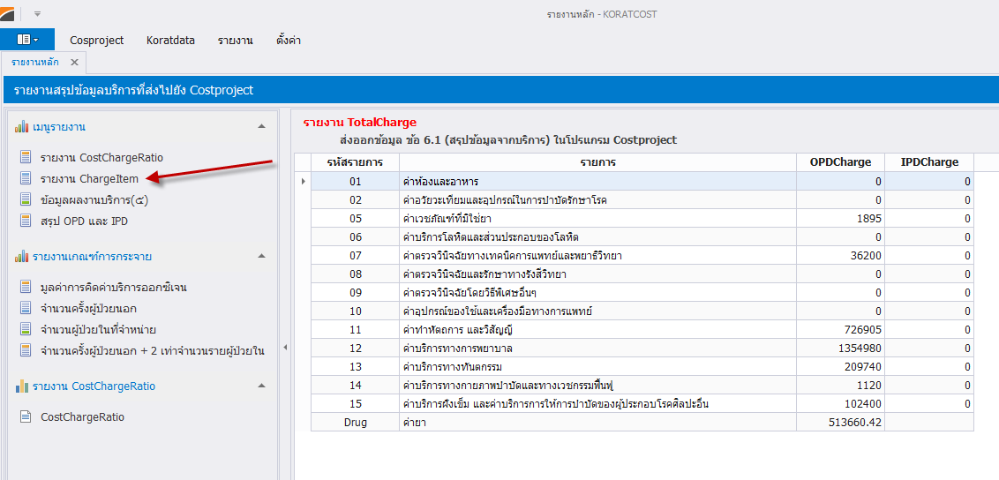 รายงานหลัก - KORATCOST
Cosproject Koratdata รายงาน ตั้งค่า
รายงานหลัก
รายงานสรุปข้อมูลบริการที่ส่งไปยัง Costproject
เมนูรายงาน
รายงาน CostChargeRatio
รายงาน ChargeItem
ข้อมูลผลงานบริการ(๕)
สรุป OPD และ IPD
รายงานเกณฑ์การกระจาย
มูลค่าการคิดค่าบริการออกซิเจน
จำนวนครั้งผู้ป่วยนอก
จำนวนผู้ป่วยในที่จำหน่าย
จำนวนครั้งผู้ป่วยนอก + 2 เท่าจำนวนรายผู้ป่วยใน
รายงาน CostChargeRatio
CostChargeRatio
รายงาน TotalCharge
ส่งออกข้อมูล ข้อ 6.1 (สรุปข้อมูลจากบริการ) ในโปรแกรม Costproject
รหัสรายการ รายการ OPDCharge IPDCharge
01 ค่าห้องและอาหาร 0 0
02 ค่าอวัยวะเทียมและอุปกรณ์ในการบำบัดรักษาโรค 0 0
05 ค่าเวชภัณฑ์ที่มิใช่ยา 1895 0
06 ค่าบริการโลหิตและส่วนประกอบของโลหิต 0 0
07 ค่าตรวจวินิจฉัยทางเทคนิคการแพทย์และพยาธิวิทยา 36200 0
08 ค่าตรวจวินิจฉัยและรักษาทางรังสีวิทยา 0 0
09 ค่าตรวจวินิจฉัยโดยวิธีพิเศษอื่นๆ 0 0
10 ค่าอุปกรณ์ของใช้และเครื่องมือทางการแพทย์ 0 0
11 ค่าทำหัตถการ และวิสัญญี 726905 0
12 ค่าบริการทางการพยาบาล 1354980 0
13 ค่าบริการทางทันตกรรม 209740 0
14 ค่าบริการทางกายภาพบำบัดและทางเวชกรรมฟื้นฟู 1120 0
15 ค่าบริการฝังเข็ม และค่าบริการการให้การบำบัดของผู้ประกอบโรคศิลปะอื่น 102400 0
Drug ค่ายา 513660.42